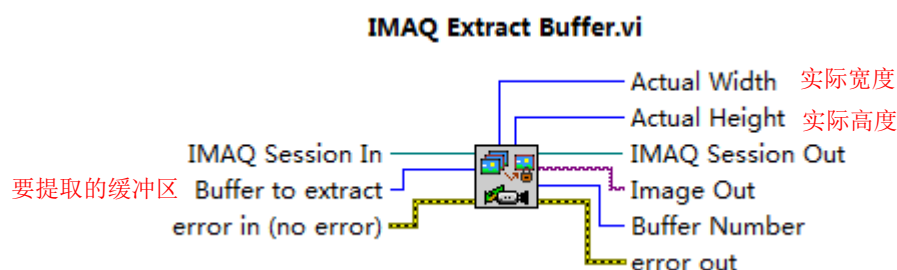 IMAQ Extract Buffer.vi
Actual Width 实际宽度
Actual Height 实际高度
IMAQ Session In
IMAQ Session Out
要提取的缓冲区 Buffer to extract
Image Out
error in (no error)
Buffer Number
error out